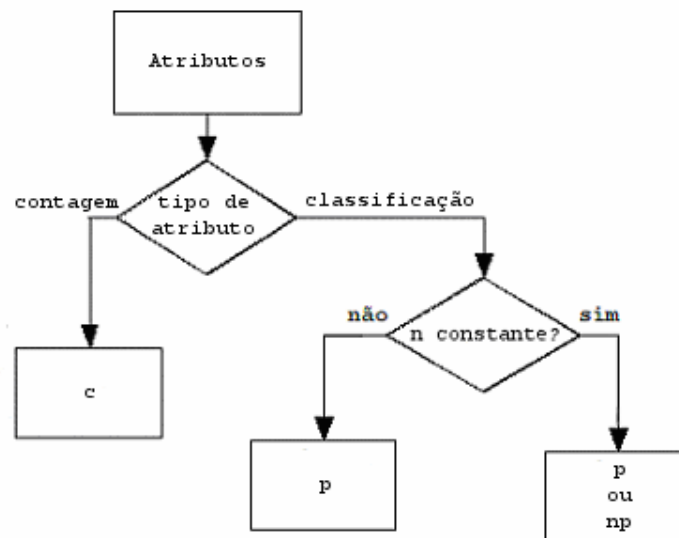 Atributos
contagem
tipo de
atributo
classificação
não
n constante?
sim
c
p
p
ou
np